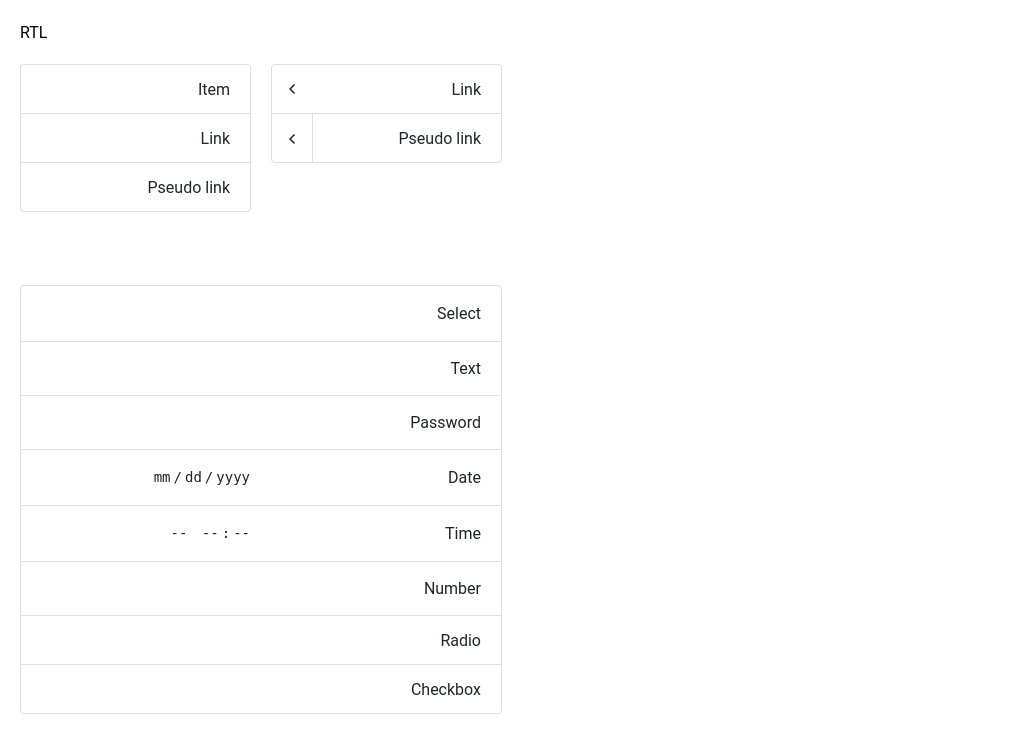 RTL
Item
Link
Pseudo link
Link
Pseudo link
Select
Text
Password
Date
mm/dd/yyyy
Time
-- --:--
Number
Radio
Checkbox